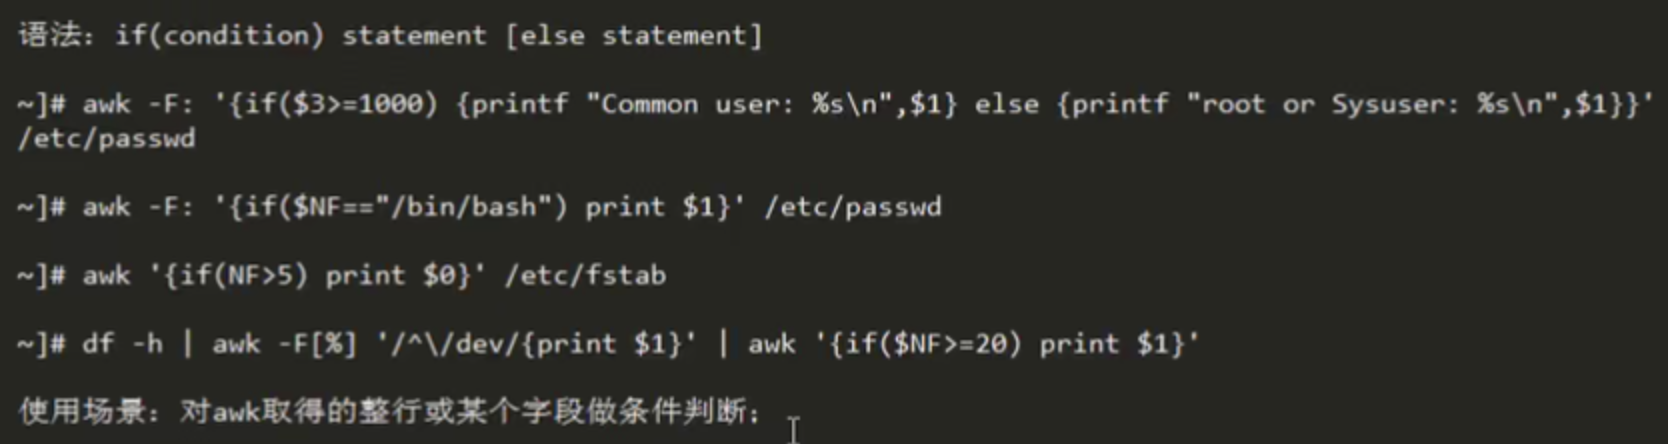 语法：if(condition) statement [else statement]
~]# awk -F: '{if($3>=1000) {printf "Common user: %s\n",$1} else {printf "root or Sysuser: %s\n",$1}}'
/etc/passwd
~]# awk -F: '{if($NF=="/bin/bash") print $1}' /etc/passwd
~]# awk '{if(NF>5) print $0}' /etc/fstab
~]# df -h | awk -F[%] '/^\/dev/{print $1}' | awk '{if($NF>=20) print $1}'
使用场景：对awk取得的整行或某个字段做条件判断；